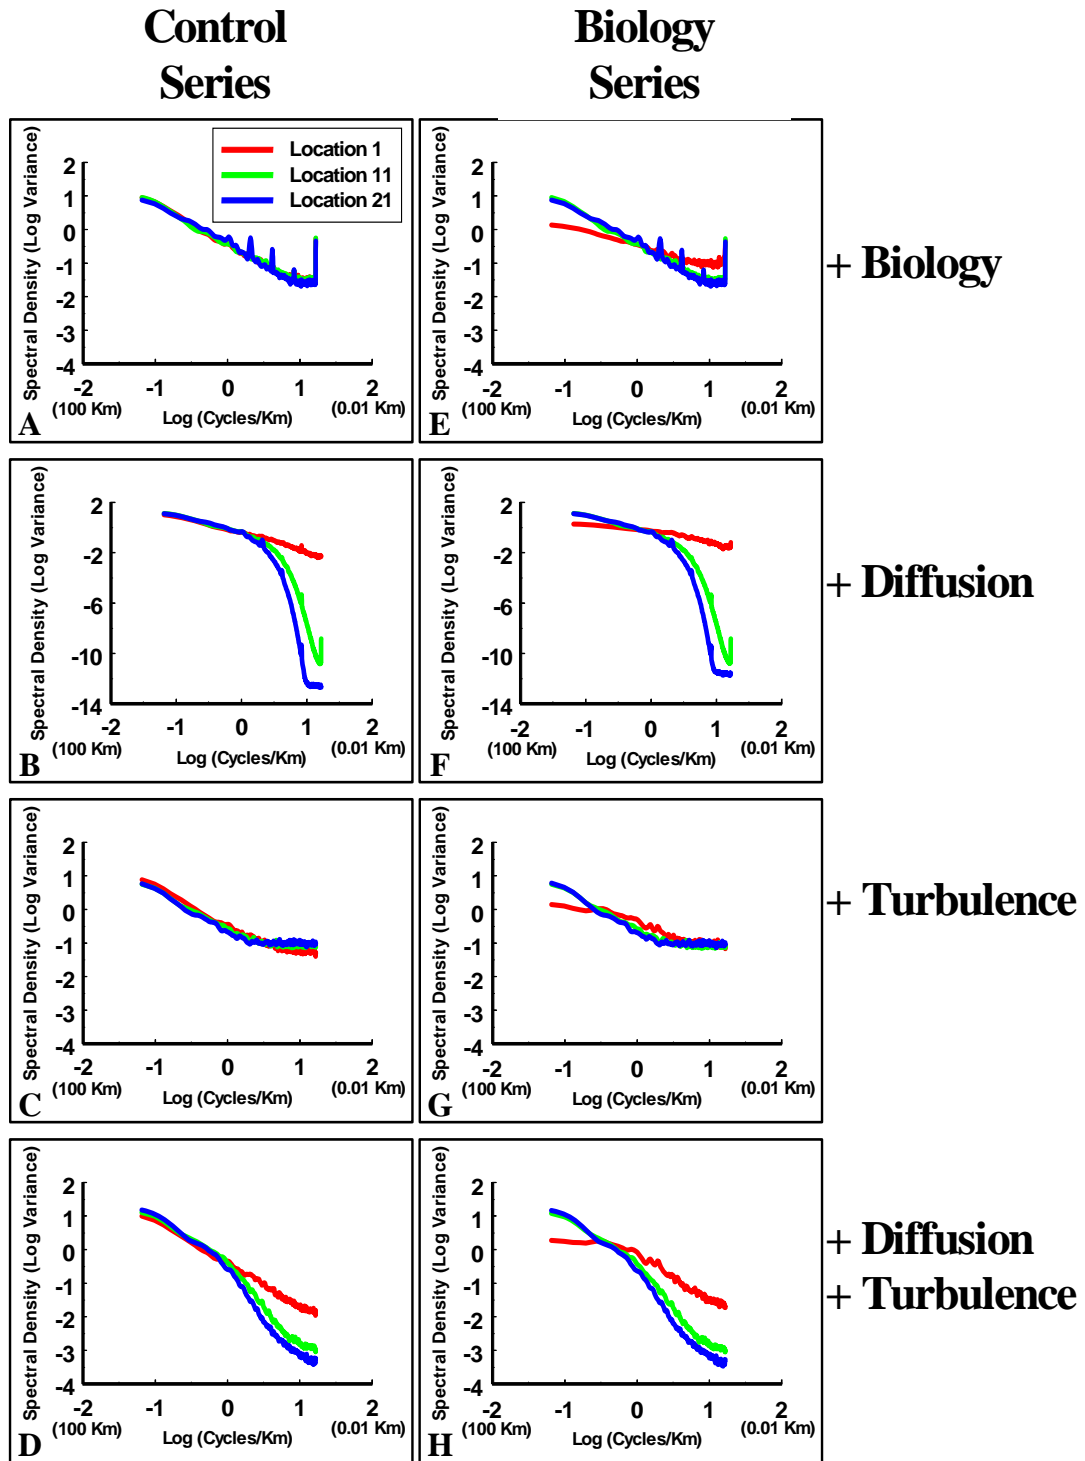 Control
Series
Biology
Series
Spectral Density (Log Variance)
2
1
0
-1
-2
-3
-4
-2
-1
0
1
2
(100 Km)
(0.01 Km)
Log (Cycles/Km)
A
Location 1
Location 11
Location 21
Spectral Density (Log Variance)
2
1
0
-1
-2
-3
-4
-2
-1
0
1
2
(100 Km)
(0.01 Km)
Log (Cycles/Km)
E
+ Biology
Spectral Density (Log Variance)
2
-2
-6
-10
-14
-2
-1
0
1
2
(100 Km)
(0.01 Km)
Log (Cycles/Km)
B
Spectral Density (Log Variance)
2
-2
-6
-10
-14
-2
-1
0
1
2
(100 Km)
(0.01 Km)
Log (Cycles/Km)
F
+ Diffusion
Spectral Density (Log Variance)
2
1
0
-1
-2
-3
-4
-2
-1
0
1
2
(100 Km)
(0.01 Km)
Log (Cycles/Km)
C
Spectral Density (Log Variance)
2
1
0
-1
-2
-3
-4
-2
-1
0
1
2
(100 Km)
(0.01 Km)
Log (Cycles/Km)
G
+ Turbulence
Spectral Density (Log Variance)
2
1
0
-1
-2
-3
-4
-2
-1
0
1
2
(100 Km)
(0.01 Km)
Log (Cycles/Km)
D
Spectral Density (Log Variance)
2
1
0
-1
-2
-3
-4
-2
-1
0
1
2
(100 Km)
(0.01 Km)
Log (Cycles/Km)
H
+ Diffusion
+ Turbulence